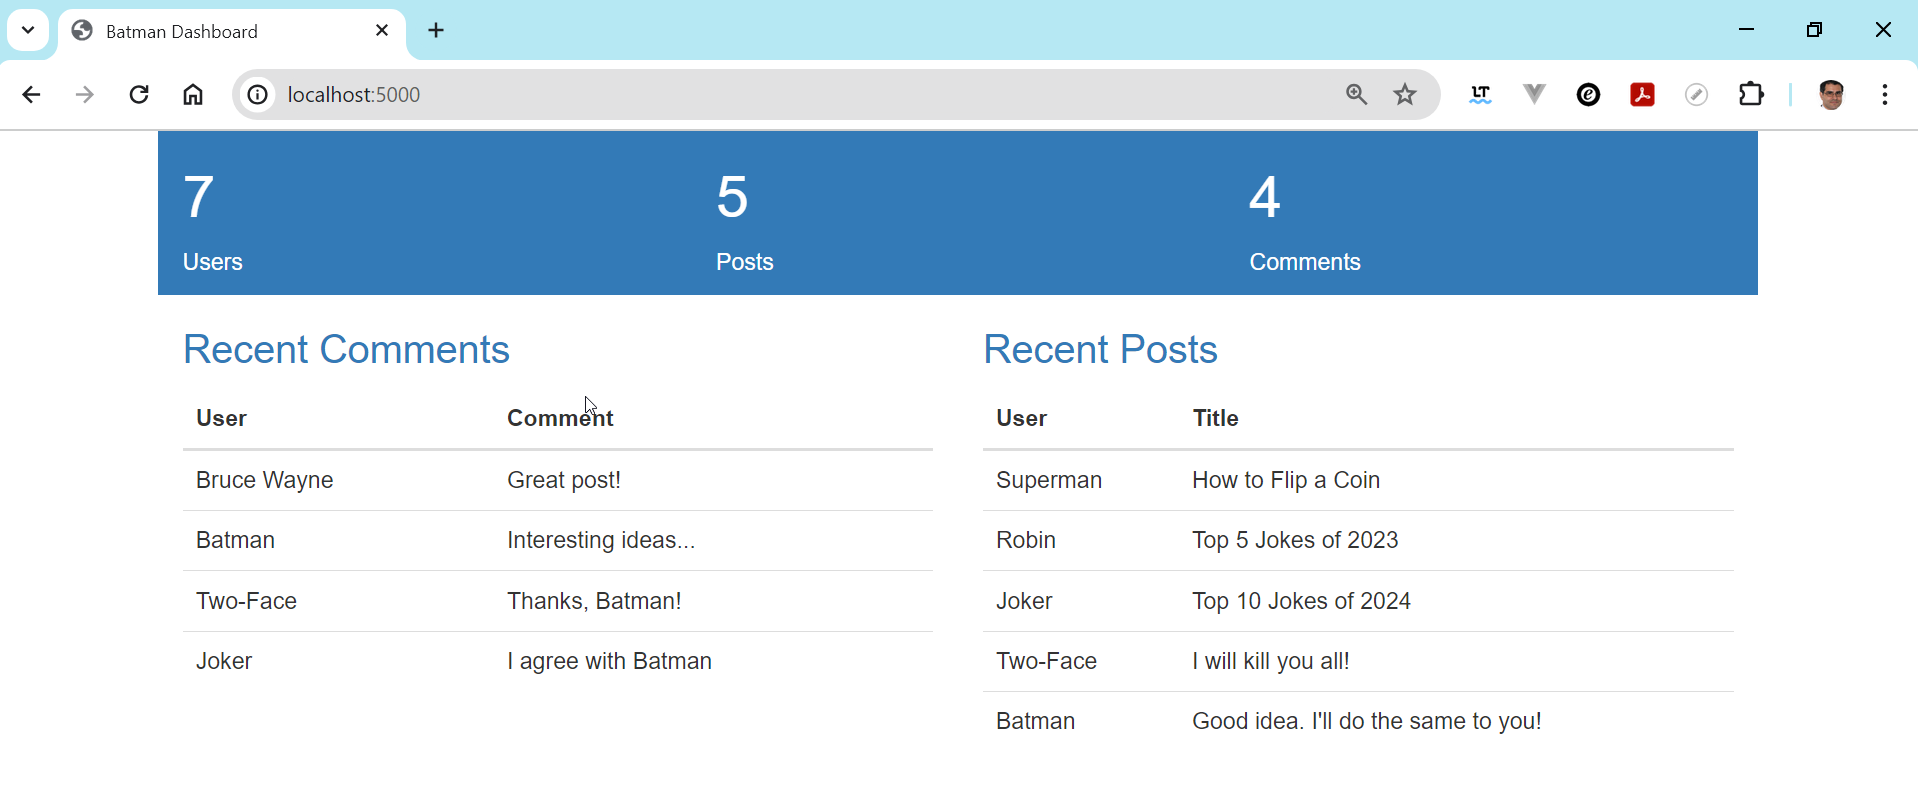 Batman Dashboard
localhost:5000
LT
7 5 4
Users Posts Comments
Recent Comments
User Comment
Bruce Wayne Great post!
Batman Interesting ideas...
Two-Face Thanks, Batman!
Joker I agree with Batman
Recent Posts
User Title
Superman How to Flip a Coin
Robin Top 5 Jokes of 2023
Joker Top 10 Jokes of 2024
Two-Face I will kill you all!
Batman Good idea. I'll do the same to you!